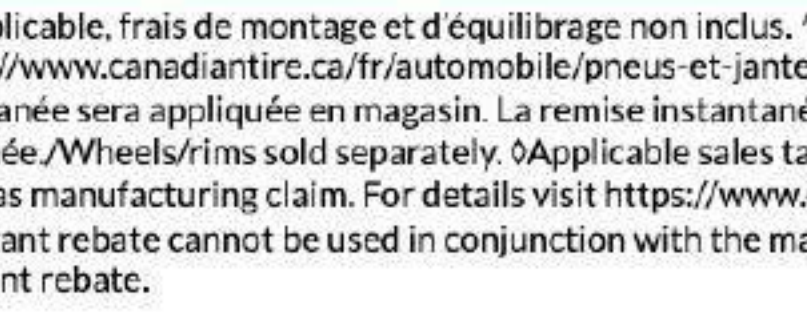 plicable, frais de montage et d'équilibrage non inclus.
//www.canadiantire.ca/fr/automobile/pneus-et-jante
anée sera appliquée en magasin. La remise instantané
ée./Wheels/rims sold separately. ◊Applicable sales ta
as manufacturing claim. For details visit https://www.
ant rebate cannot be used in conjunction with the ma
nt rebate.